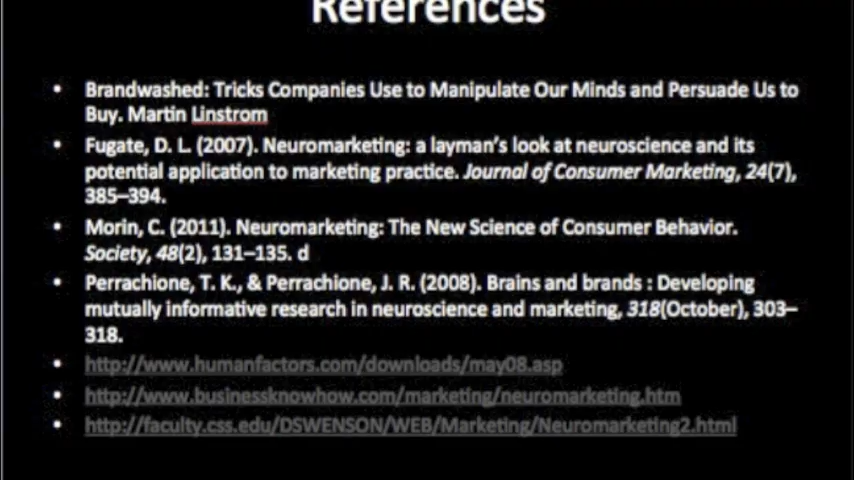 References
• Brandwashed: Tricks Companies Use to Manipulate Our Minds and Persuade Us to
Buy. Martin Linstrom
• Fugate, D. L. (2007). Neuromarketing: a layman’s look at neuroscience and its
potential application to marketing practice. Journal of Consumer Marketing, 24(7),
385–394.
• Morin, C. (2011). Neuromarketing: The New Science of Consumer Behavior.
Society, 48(2), 131–135. d
• Perrachione, T. K., & Perrachione, J. R. (2008). Brains and brands : Developing
mutually informative research in neuroscience and marketing, 318(October), 303–
318.
• http://www.humanfactors.com/downloads/may08.asp
• http://www.businessknowhow.com/marketing/neuromarketing.htm
• http://faculty.css.edu/DSWENSON/WEB/Marketing/Neuromarketing2.html